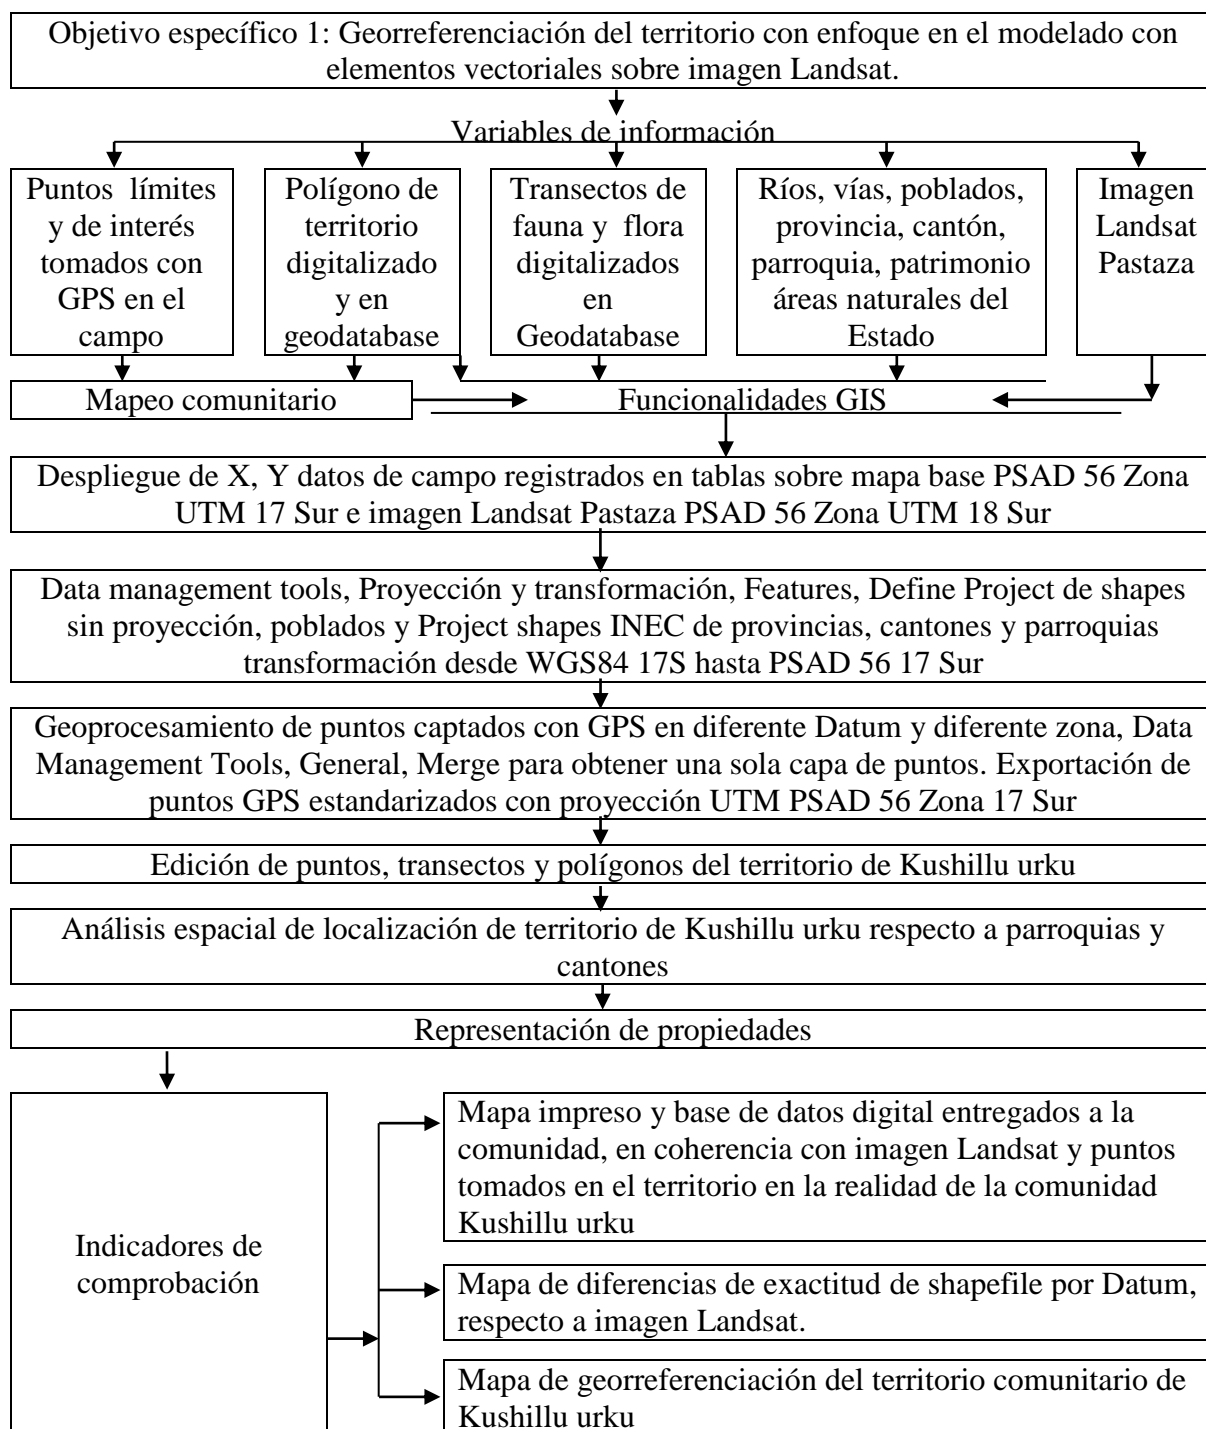 Objetivo específico 1: Georreferenciación del territorio con enfoque en el modelado con
elementos vectoriales sobre imagen Landsat.
Variables de información
Puntos límites
y de interés
tomados con
GPS en el
campo
Polígono de
territorio
digitalizado
y en
geodatabase
Transectos de
fauna y flora
digitalizados
en
Geodatabase
Ríos, vías, poblados,
provincia, cantón,
parroquia, patrimonio
áreas naturales del
Estado
Imagen
Landsat
Pastaza
Mapeo comunitario
Funcionalidades GIS
Despliegue de X, Y datos de campo registrados en tablas sobre mapa base PSAD 56 Zona
UTM 17 Sur e imagen Landsat Pastaza PSAD 56 Zona UTM 18 Sur
Data management tools, Proyección y transformación, Features, Define Project de shapes
sin proyección, poblados y Project shapes INEC de provincias, cantones y parroquias
transformación desde WGS84 17S hasta PSAD 56 17 Sur
Geoprocesamiento de puntos captados con GPS en diferente Datum y diferente zona, Data
Management Tools, General, Merge para obtener una sola capa de puntos. Exportación de
puntos GPS estandarizados con proyección UTM PSAD 56 Zona 17 Sur
Edición de puntos, transectos y polígonos del territorio de Kushillu urku
Análisis espacial de localización de territorio de Kushillu urku respecto a parroquias y
cantones
Representación de propiedades
Indicadores de
comprobación
Mapa impreso y base de datos digital entregados a la
comunidad, en coherencia con imagen Landsat y puntos
tomados en el territorio en la realidad de la comunidad
Kushillu urku
Mapa de diferencias de exactitud de shapefile por Datum,
respecto a imagen Landsat.
Mapa de georreferenciación del territorio comunitario de
Kushillu urku